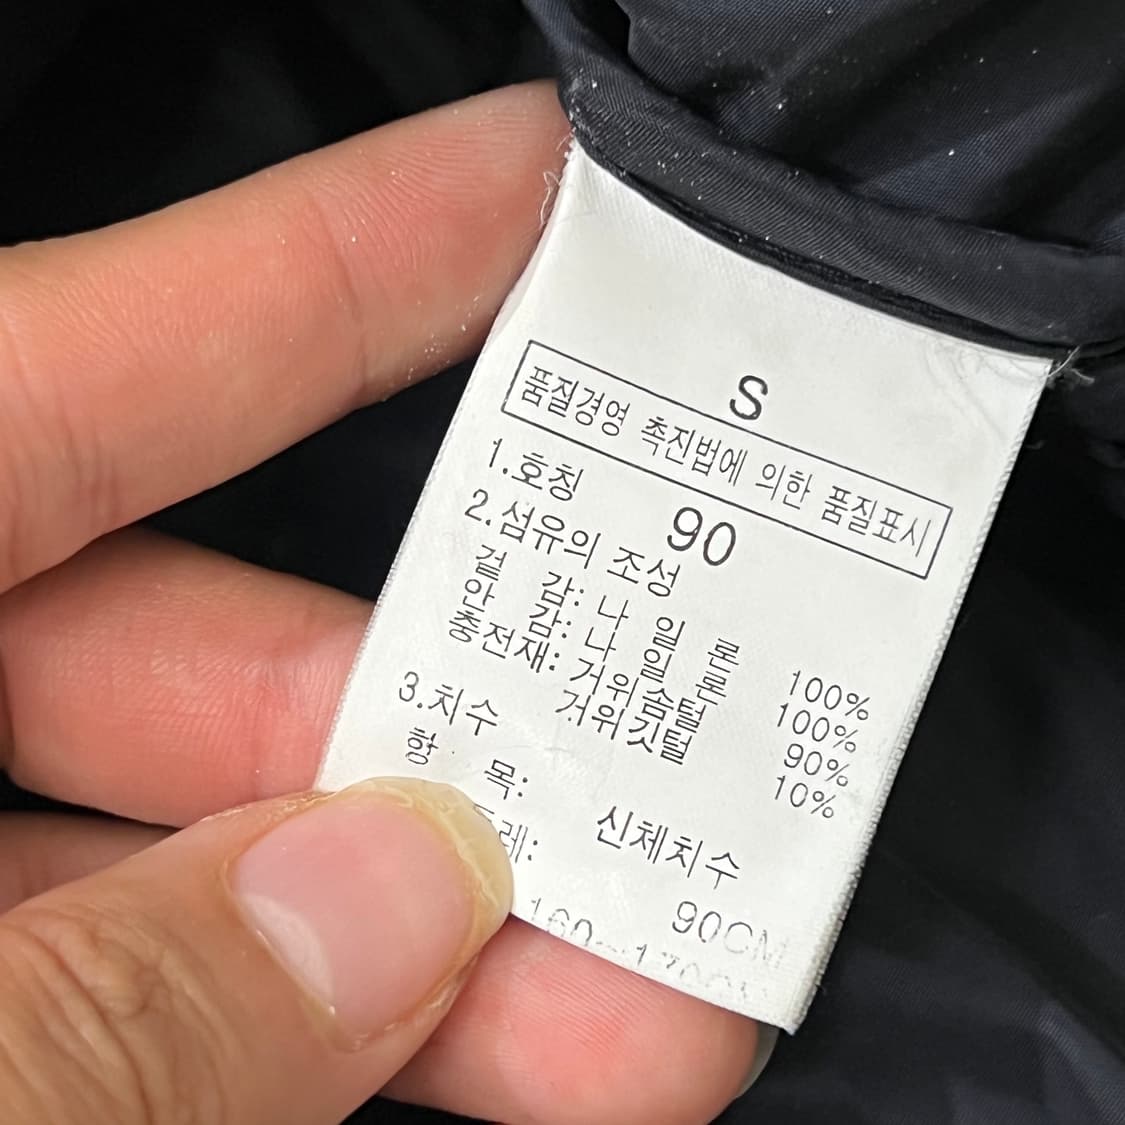 S
품질경영 촉진법에 의한 품질표시
1.호칭 90
2.섬유의 조성
겉 감: 나 일 론 100%
안 감: 나 일 론 100%
충전재: 거위솜털 90%
거위깃털 10%
3.치수
항 목: 신체치수
레: 90CM
160~170CM